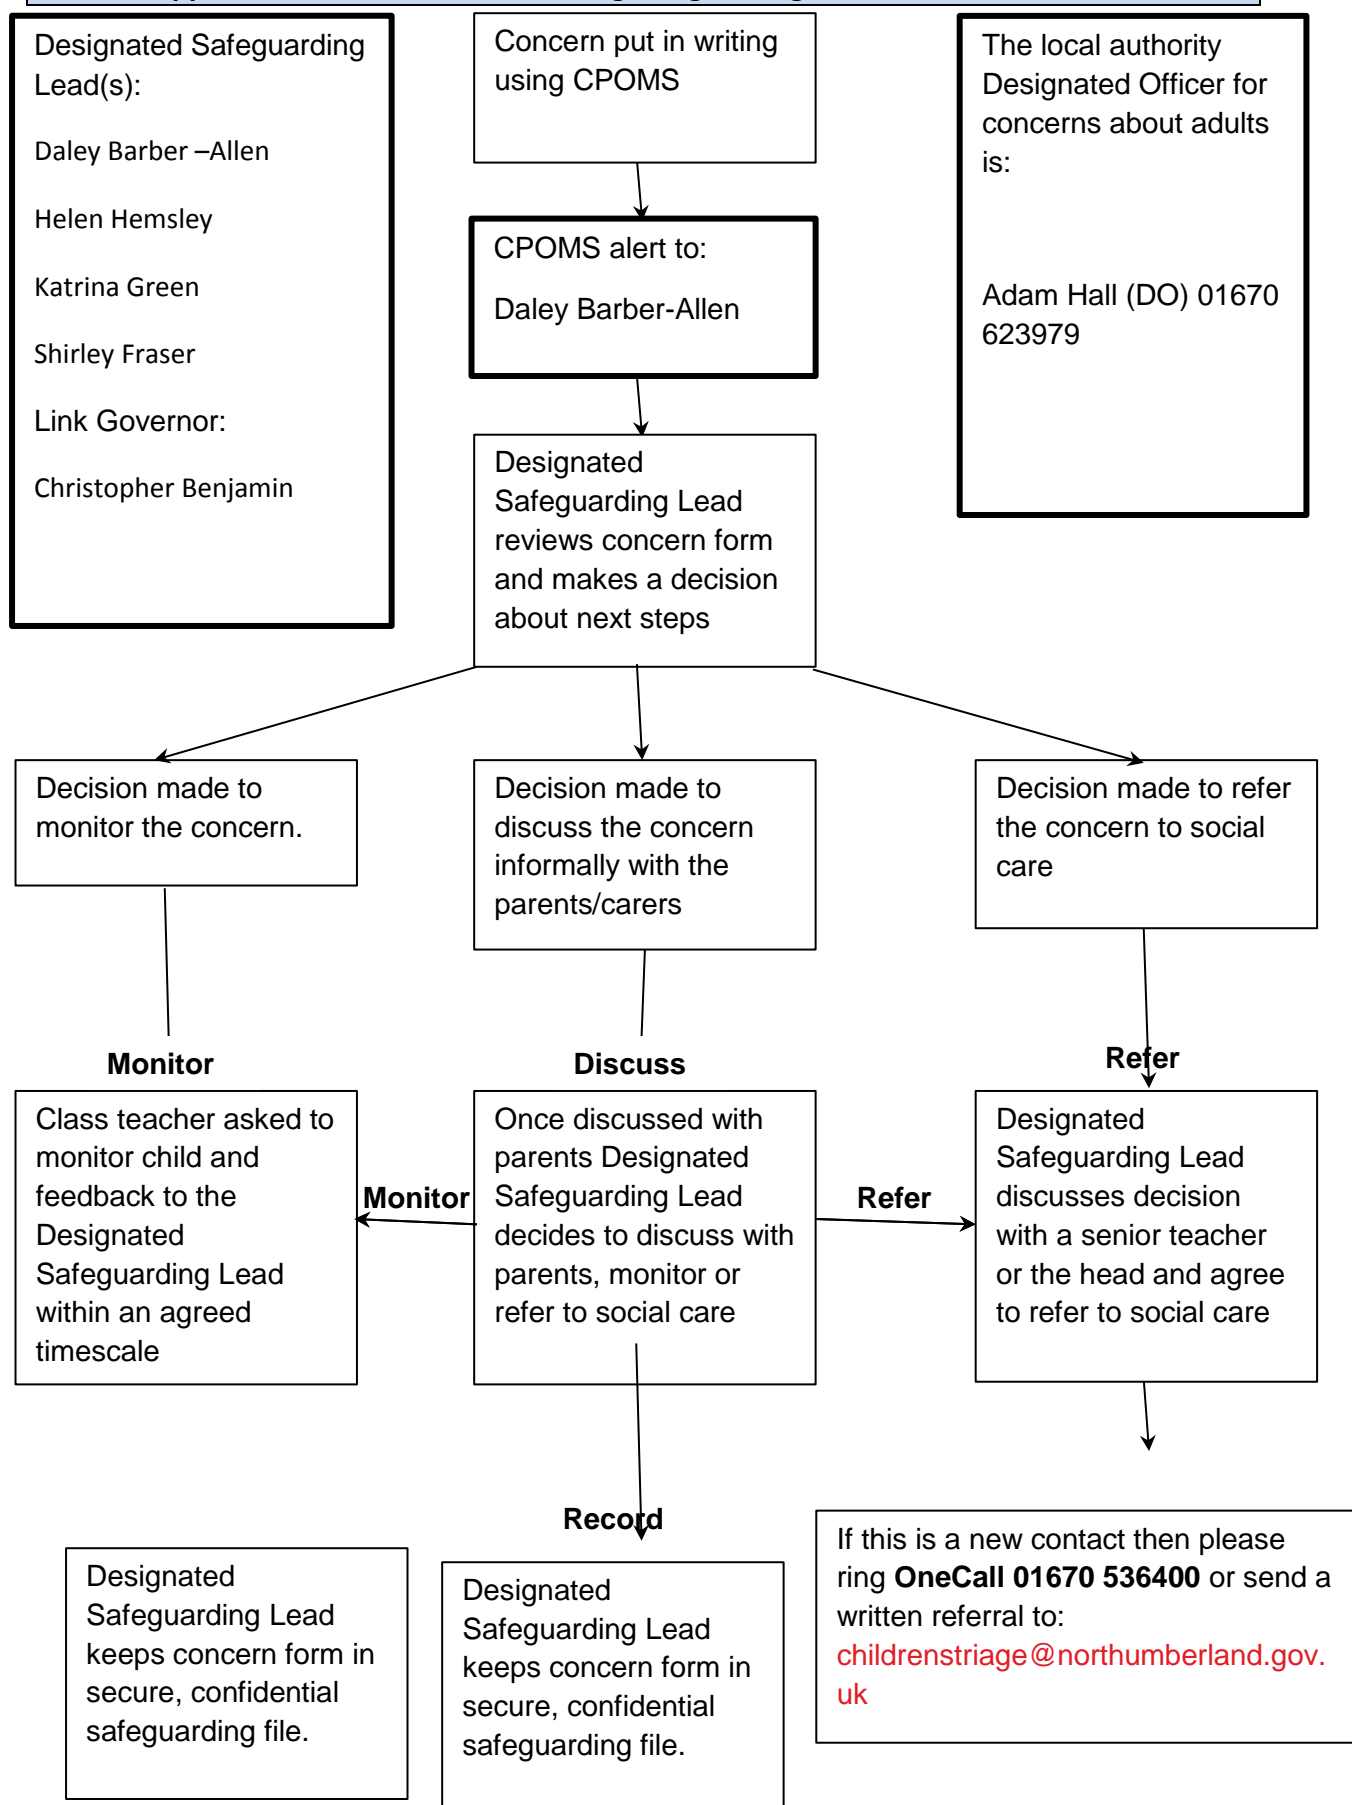 Designated Safeguarding
Lead(s):
Daley Barber –Allen
Helen Hemsley
Katrina Green
Shirley Fraser
Link Governor:
Christopher Benjamin
Concern put in writing
using CPOMS
The local authority
Designated Officer for
concerns about adults
is:
Adam Hall (DO) 01670
623979
CPOMS alert to:
Daley Barber-Allen
Designated
Safeguarding Lead
reviews concern form
and makes a decision
about next steps
Decision made to
monitor the concern.
Decision made to
discuss the concern
informally with the
parents/carers
Decision made to refer
the concern to social
care
Monitor
Discuss
Refer
Class teacher asked to
monitor child and
feedback to the
Designated
Safeguarding Lead
within an agreed
timescale
Monitor
Once discussed with
parents Designated
Safeguarding Lead
decides to discuss with
parents, monitor or
refer to social care
Refer
Designated
Safeguarding Lead
discusses decision
with a senior teacher
or the head and agree
to refer to social care
Record
Designated
Safeguarding Lead
keeps concern form in
secure, confidential
safeguarding file.
Designated
Safeguarding Lead
keeps concern form in
secure, confidential
safeguarding file.
If this is a new contact then please
ring OneCall 01670 536400 or send a
written referral to:
childrenstriage@northumberland.gov.
uk